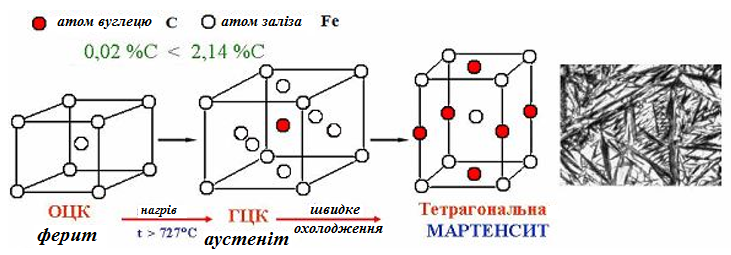 атом вуглецю C атом заліза Fe
0,02 %C < 2,14 %C
ОЦК нагрів ГЦК швидке Тетрагональна
ферит t > 727°C аустеніт охолодження МАРТЕНСИТ